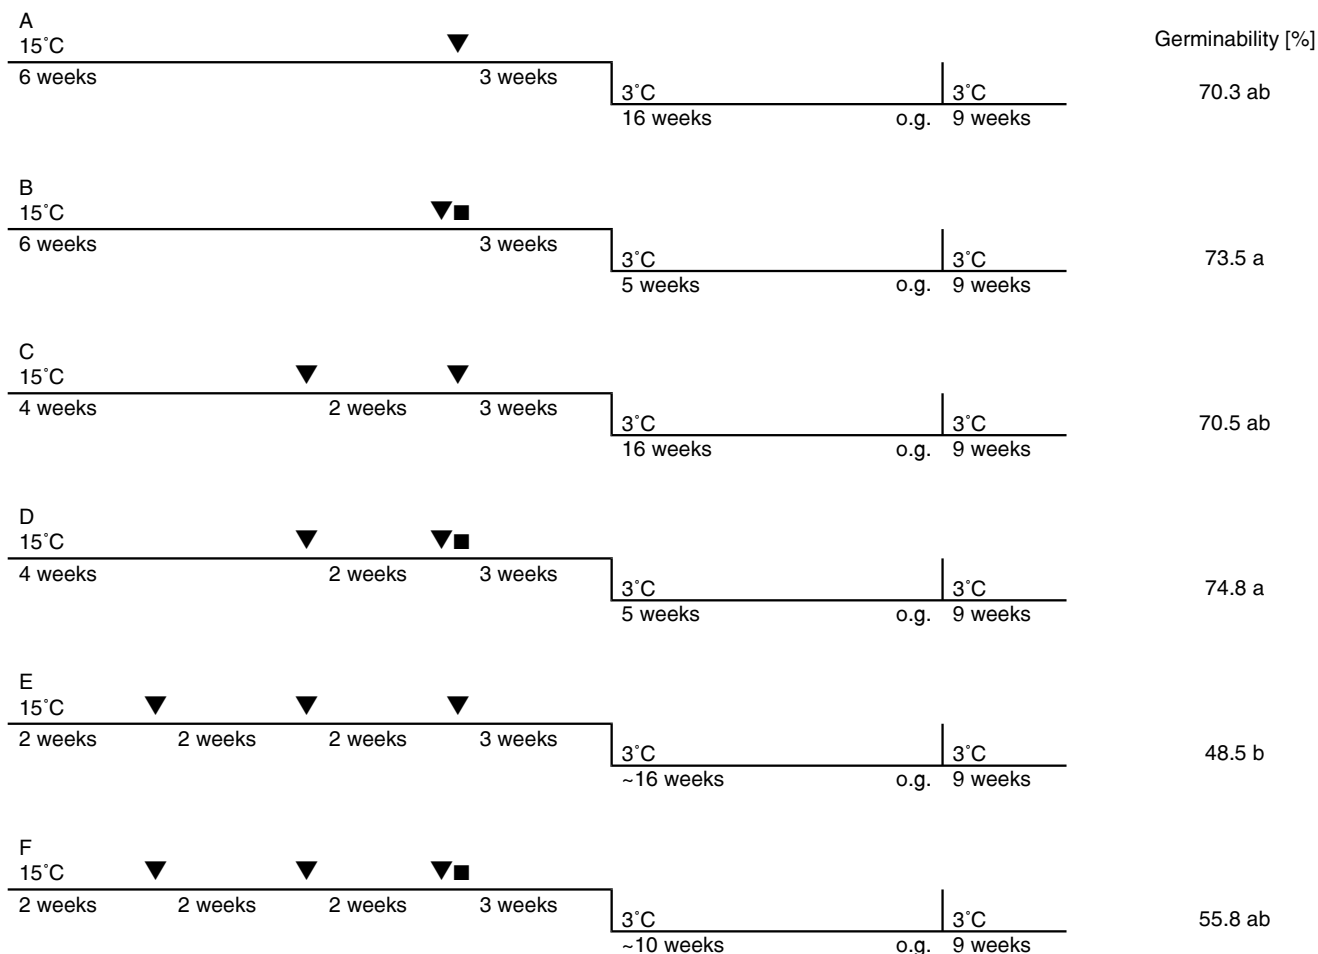 A
15˚C
Germinability [%]
6 weeks 3 weeks
3˚C 3˚C 70.3 ab
16 weeks o.g. 9 weeks
B
15˚C
6 weeks 3 weeks
3˚C 3˚C 73.5 a
5 weeks o.g. 9 weeks
C
15˚C
4 weeks 2 weeks 3 weeks
3˚C 3˚C 70.5 ab
16 weeks o.g. 9 weeks
D
15˚C
4 weeks 2 weeks 3 weeks
3˚C 3˚C 74.8 a
5 weeks o.g. 9 weeks
E
15˚C
2 weeks 2 weeks 2 weeks 3 weeks
3˚C 3˚C 48.5 b
~16 weeks o.g. 9 weeks
F
15˚C
2 weeks 2 weeks 2 weeks 3 weeks
3˚C 3˚C 55.8 ab
~10 weeks o.g. 9 weeks